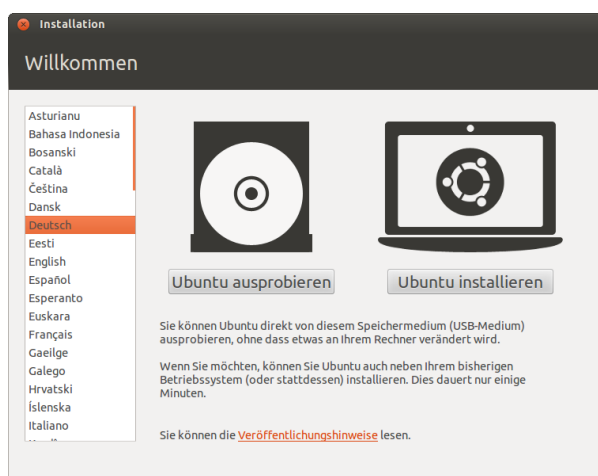 Installation
Willkommen
Asturianu
Bahasa Indonesia
Bosanski
Català
Čeština
Dansk
Deutsch
Eesti
English
Español
Esperanto
Euskara
Français
Gaeilge
Galego
Hrvatski
Íslenska
Italiano
Ubuntu ausprobieren
Ubuntu installieren
Sie können Ubuntu direkt von diesem Speichermedium (USB-Medium)
ausprobieren, ohne dass etwas an Ihrem Rechner verändert wird.
Wenn Sie möchten, können Sie Ubuntu auch neben Ihrem bisherigen
Betriebssystem (oder stattdessen) installieren. Dies dauert nur einige
Minuten.
Sie können die Veröffentlichungshinweise lesen.